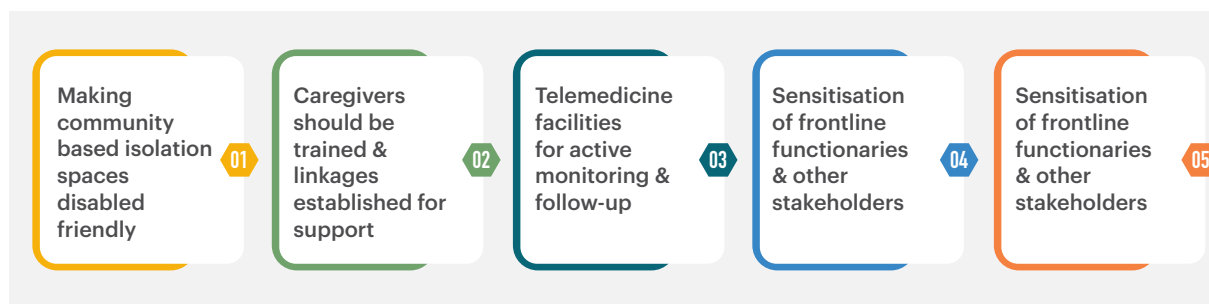 Making
community
based isolation
spaces
disabled
friendly
01
Caregivers
should be
trained &
linkages
established for
support
02
Telemedicine
facilities
for active
monitoring &
follow-up
03
Sensitisation
of frontline
functionaries
& other
stakeholders
04
Sensitisation
of frontline
functionaries
& other
stakeholders
05